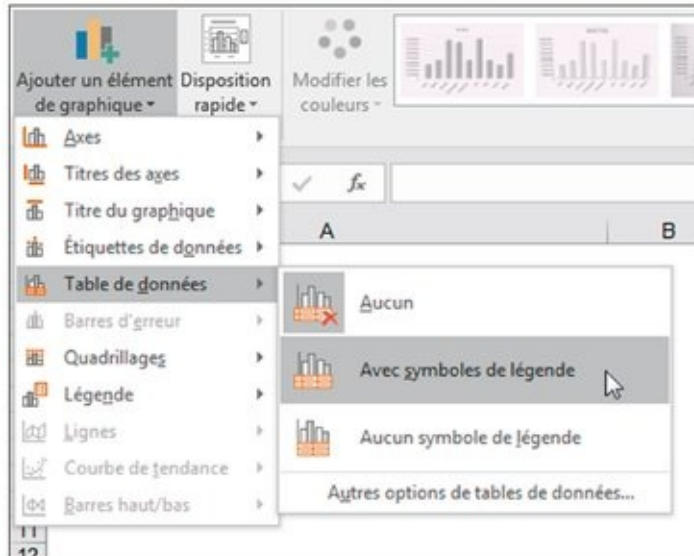 Ajouter un élément
de graphique
Disposition
rapide
Modifier les
couleurs
Axes
Titres des axes
Titre du graphique
Étiquettes de données
Table de données
Barres d'erreur
Quadrillages
Légende
Lignes
Courbe de tendance
Barres haut/bas
fx
A
B
Aucun
Avec symboles de légende
Aucun symbole de légende
Autres options de tables de données...
11
12